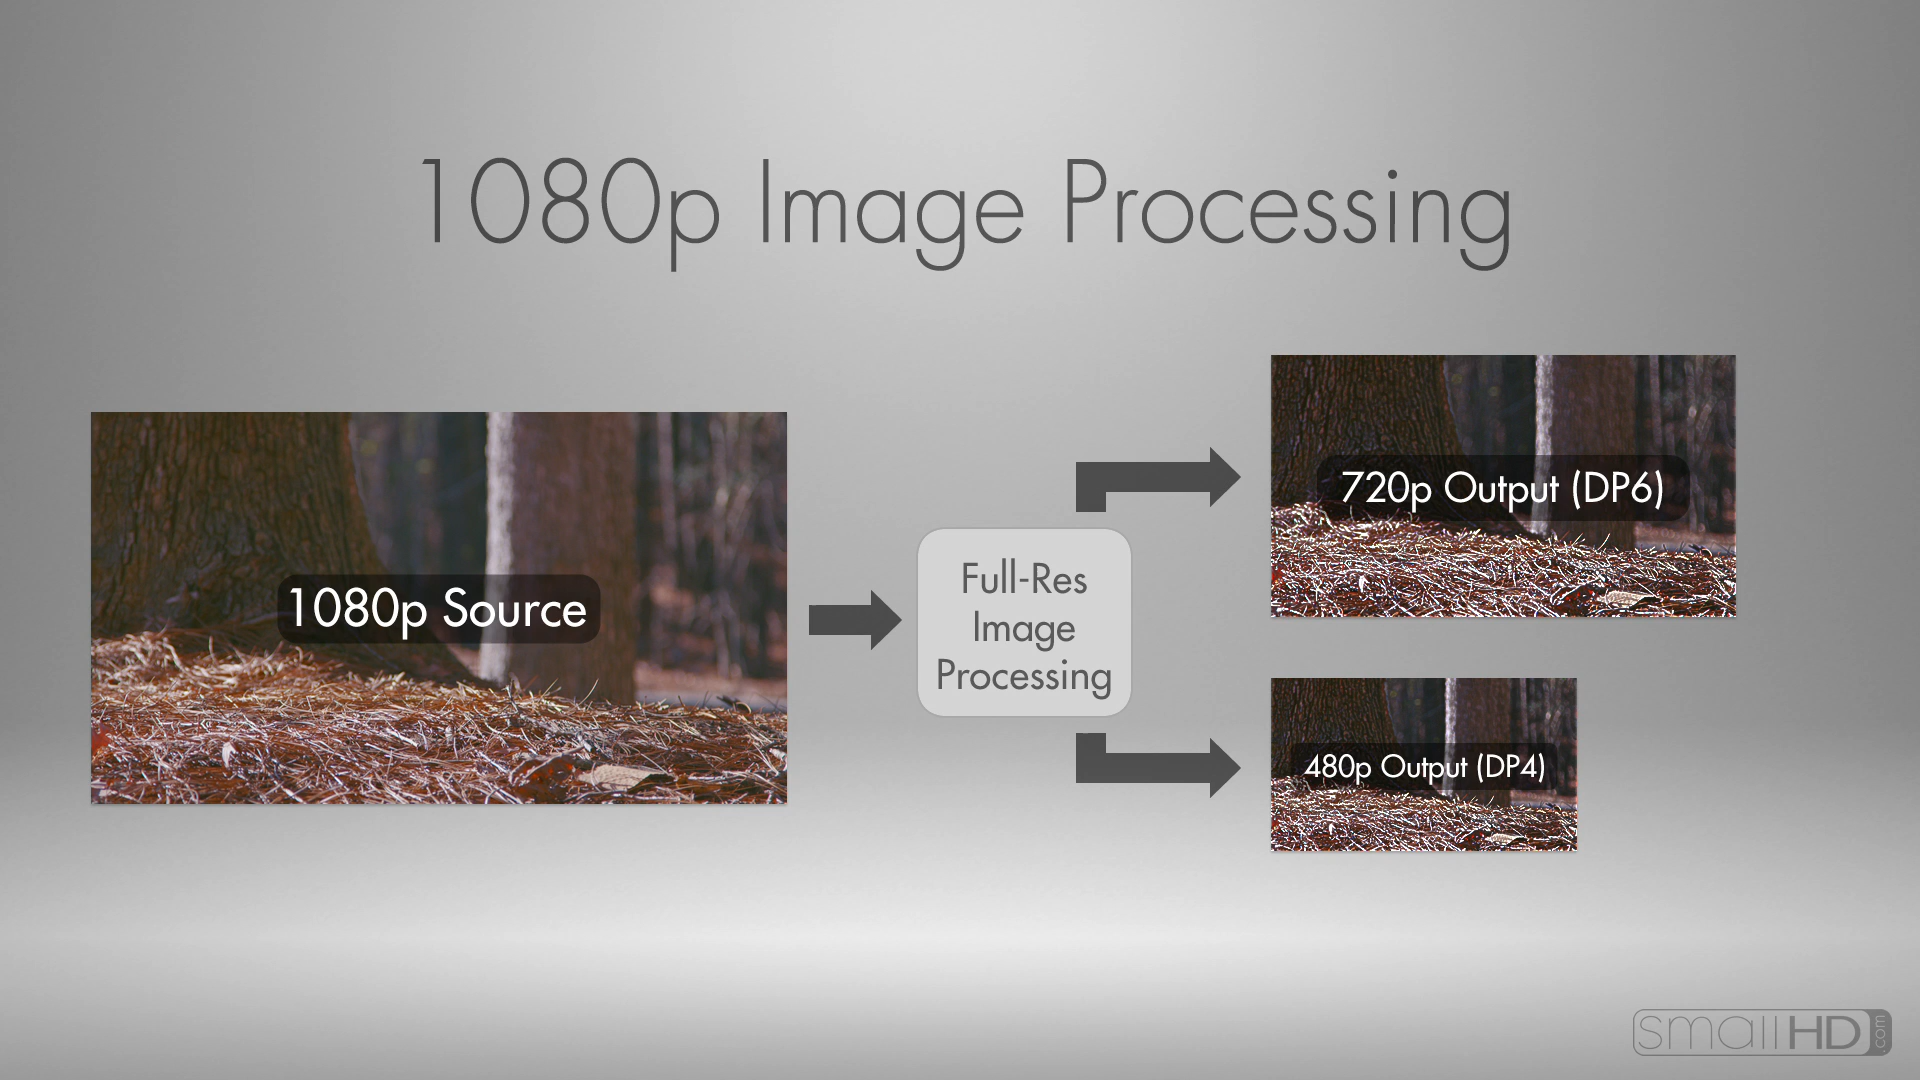 1080p Image Processing
1080p Source
Full-Res
Image
Processing
720p Output (DP6)
480p Output (DP4)
smallHD.com